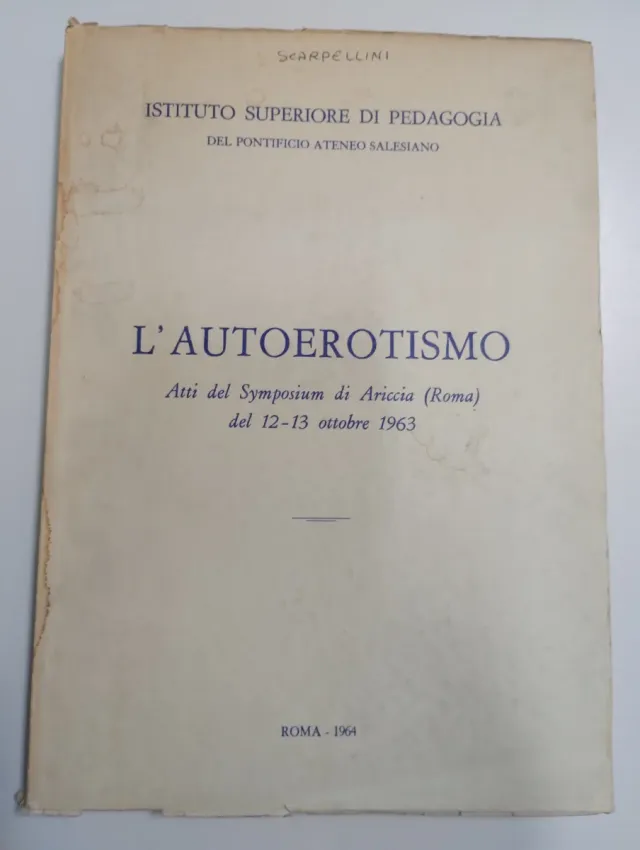 SCARPELLINI
ISTITUTO SUPERIORE DI PEDAGOGIA
DEL PONTIFICIO ATENEO SALESIANO
L'AUTOEROTISMO
Atti del Symposium di Ariccia (Roma)
del 12-13 ottobre 1963
ROMA - 1964